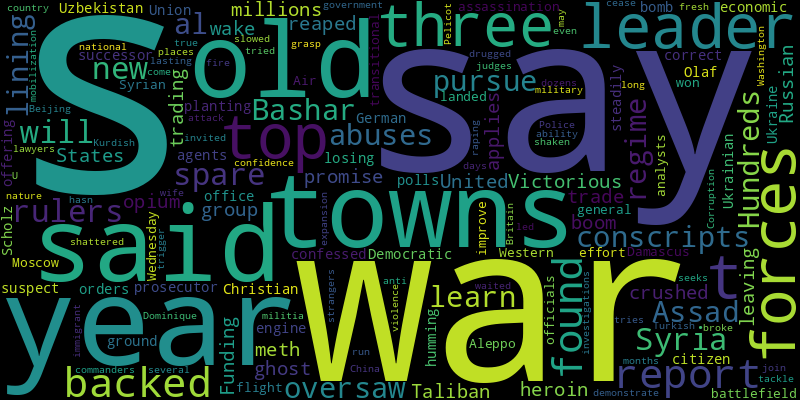 country Uzbekistan Union al wake millions reaped three assassination government cease bomb fresh economic
leader
lining national successor new true places come lasting tried slowed grasp
mobilization Beijing Syrian fire Air transitional Pelicot drugged judges even may
S old say Washington correct Olaf won Russian
trading planting Bashar German landed pursue dozens military long
will lawyers Kurdish attack invited top abuses applies steadily regime analysts Hundreds Ukraine
offering States agents confidence losing raping ability Police shaken
U nature hasn spare wife promise polls United days Victorious trade Corruption Ukrainian
rulers opium office group general boom
Scholz said Wednesday towns led Britain improve Western effort conscripts Damascus forces
shattered trigger expansion confessed Democratic
Moscow suspect orders prosecutor Christian war waited officials found investigations crushed t leaving seeks
year immigrant Dominique militia straneers violence anti learn tries Turkish Assad broke
ground Funding engine humming Aleppo Syria citizen
meth ghost run China months report join tackle
commanders several backed flight oversaw Taliban heroin demonstrate battlefield